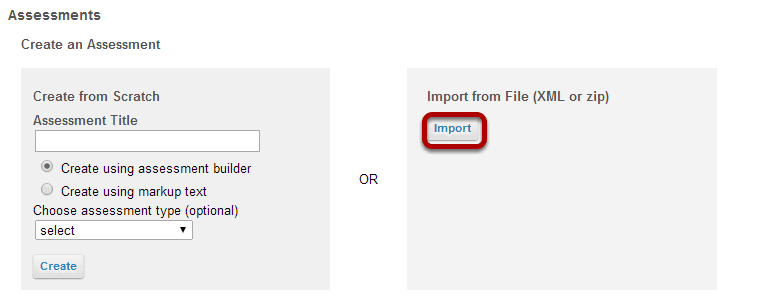 Assessments
Create an Assessment
Create from Scratch
Assessment Title
Create using assessment builder
Create using markup text
Choose assessment type (optional)
select
Create
OR
Import from File (XML or zip)
Import